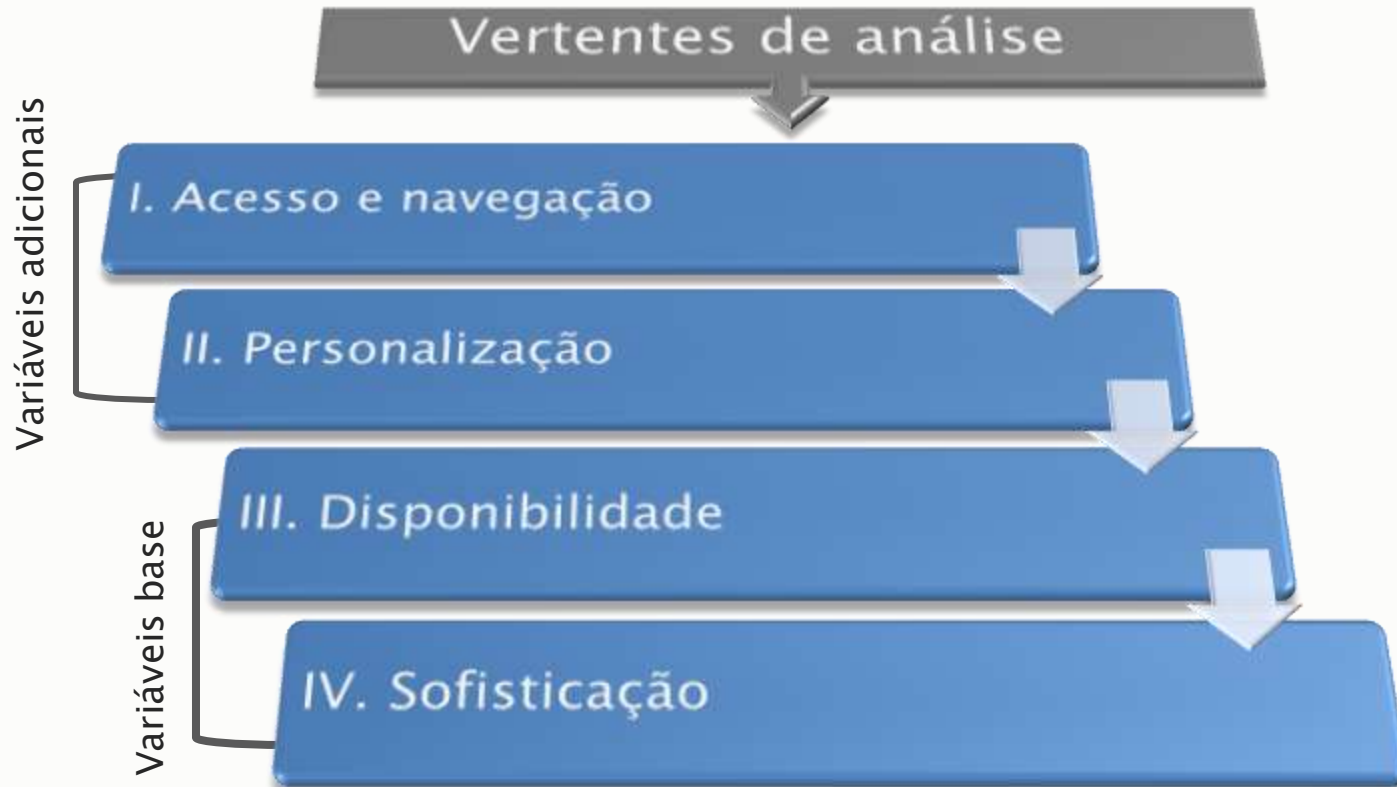 Vertentes de análise
Variáveis adicionais
I. Acesso e navegação
II. Personalização
Variáveis base
III. Disponibilidade
IV. Sofisticação